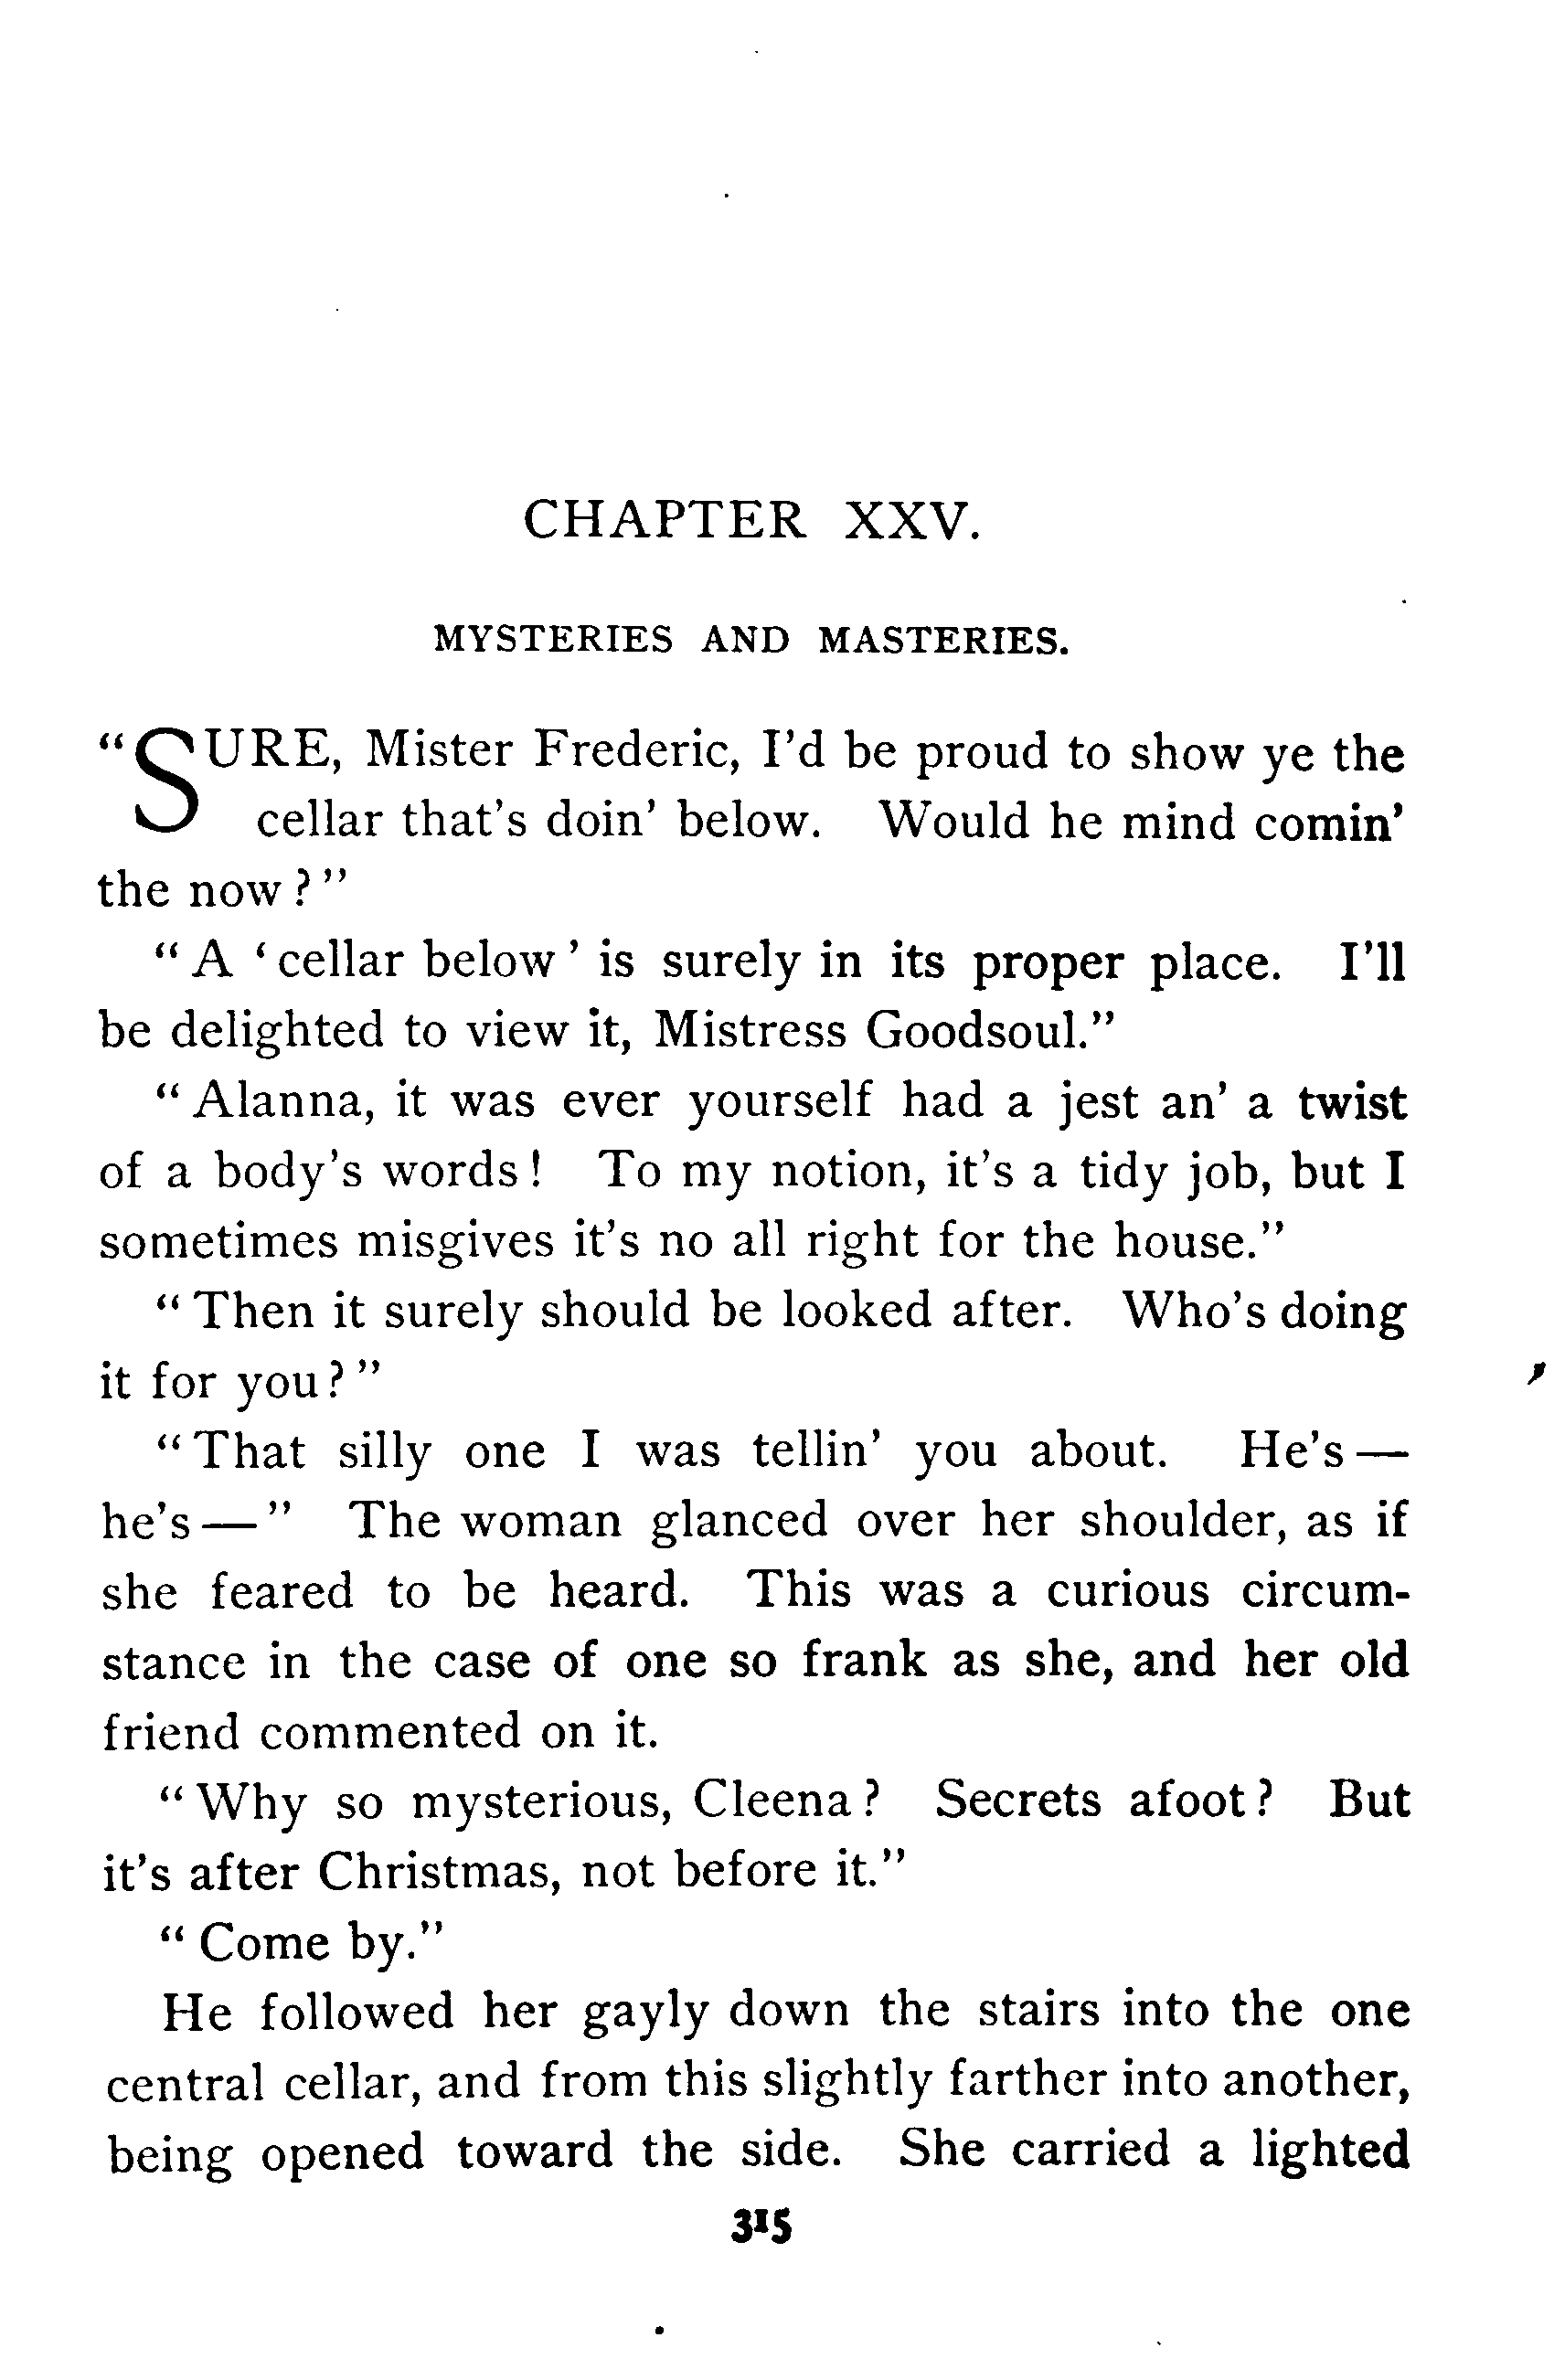 CHAPTER XXV.
MYSTERIES AND MASTERIES.
“SURE, Mister Frederic, I’d be proud to show ye the
cellar that’s doin’ below. Would he mind comin’
the now?”
“A ‘cellar below’ is surely in its proper place. I’ll
be delighted to view it, Mistress Goodsoul.”
“Alanna, it was ever yourself had a jest an’ a twist
of a body’s words! To my notion, it’s a tidy job, but I
sometimes misgives it’s no all right for the house.”
“Then it surely should be looked after. Who’s doing
it for you?”
“That silly one I was tellin’ you about. He’s—
he’s—” The woman glanced over her shoulder, as if
she feared to be heard. This was a curious circum-
stance in the case of one so frank as she, and her old
friend commented on it.
“Why so mysterious, Cleena? Secrets afoot? But
it’s after Christmas, not before it.”
“Come by.”
He followed her gayly down the stairs into the one
central cellar, and from this slightly farther into another,
being opened toward the side. She carried a lighted
315